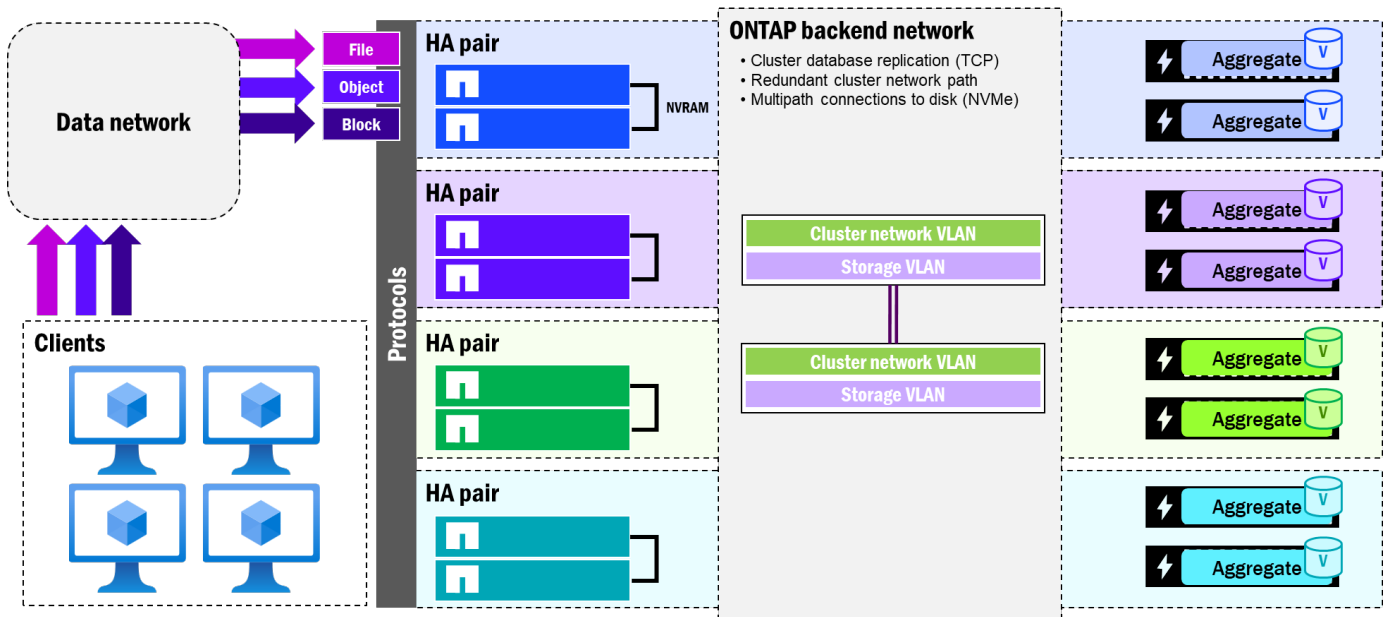 Data network
File
Object
Block
Clients
Protocols
HA pair
NVRAM
HA pair
HA pair
HA pair
ONTAP backend network
• Cluster database replication (TCP)
• Redundant cluster network path
• Multipath connections to disk (NVMe)
Cluster network VLAN
Storage VLAN
Cluster network VLAN
Storage VLAN
Aggregate V
Aggregate V
Aggregate V
Aggregate V
Aggregate V
Aggregate V
Aggregate V
Aggregate V